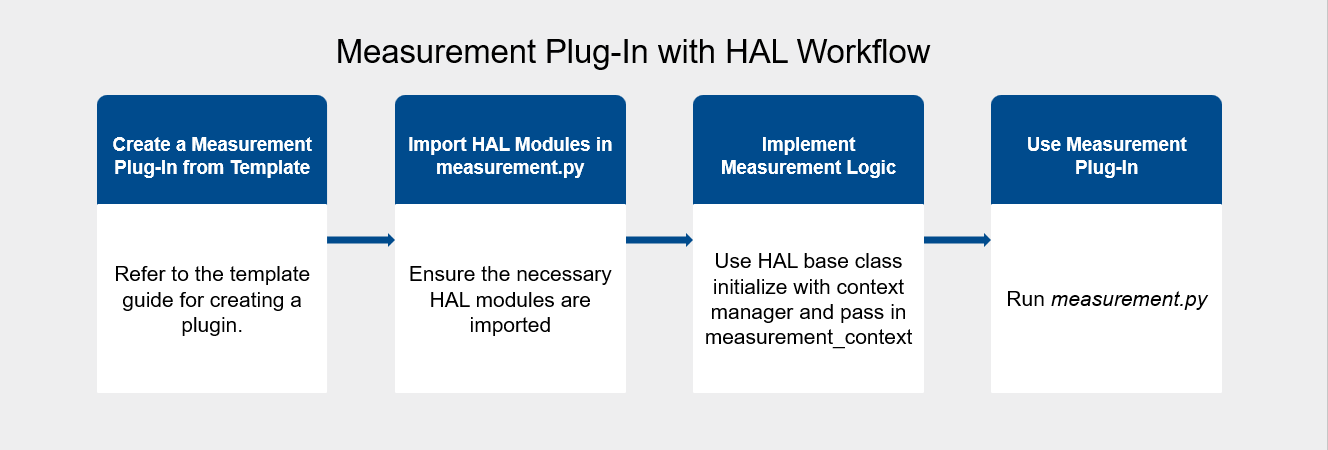 Measurement Plug-In with HAL Workflow
Create a Measurement
Plug-In from Template
Refer to the template
guide for creating a
plugin.
Import HAL Modules in
measurement.py
Ensure the necessary
HAL modules are
imported
Implement
Measurement Logic
Use HAL base class
initialize with context
manager and pass in
measurement_context
Use Measurement
Plug-In
Run measurement.py